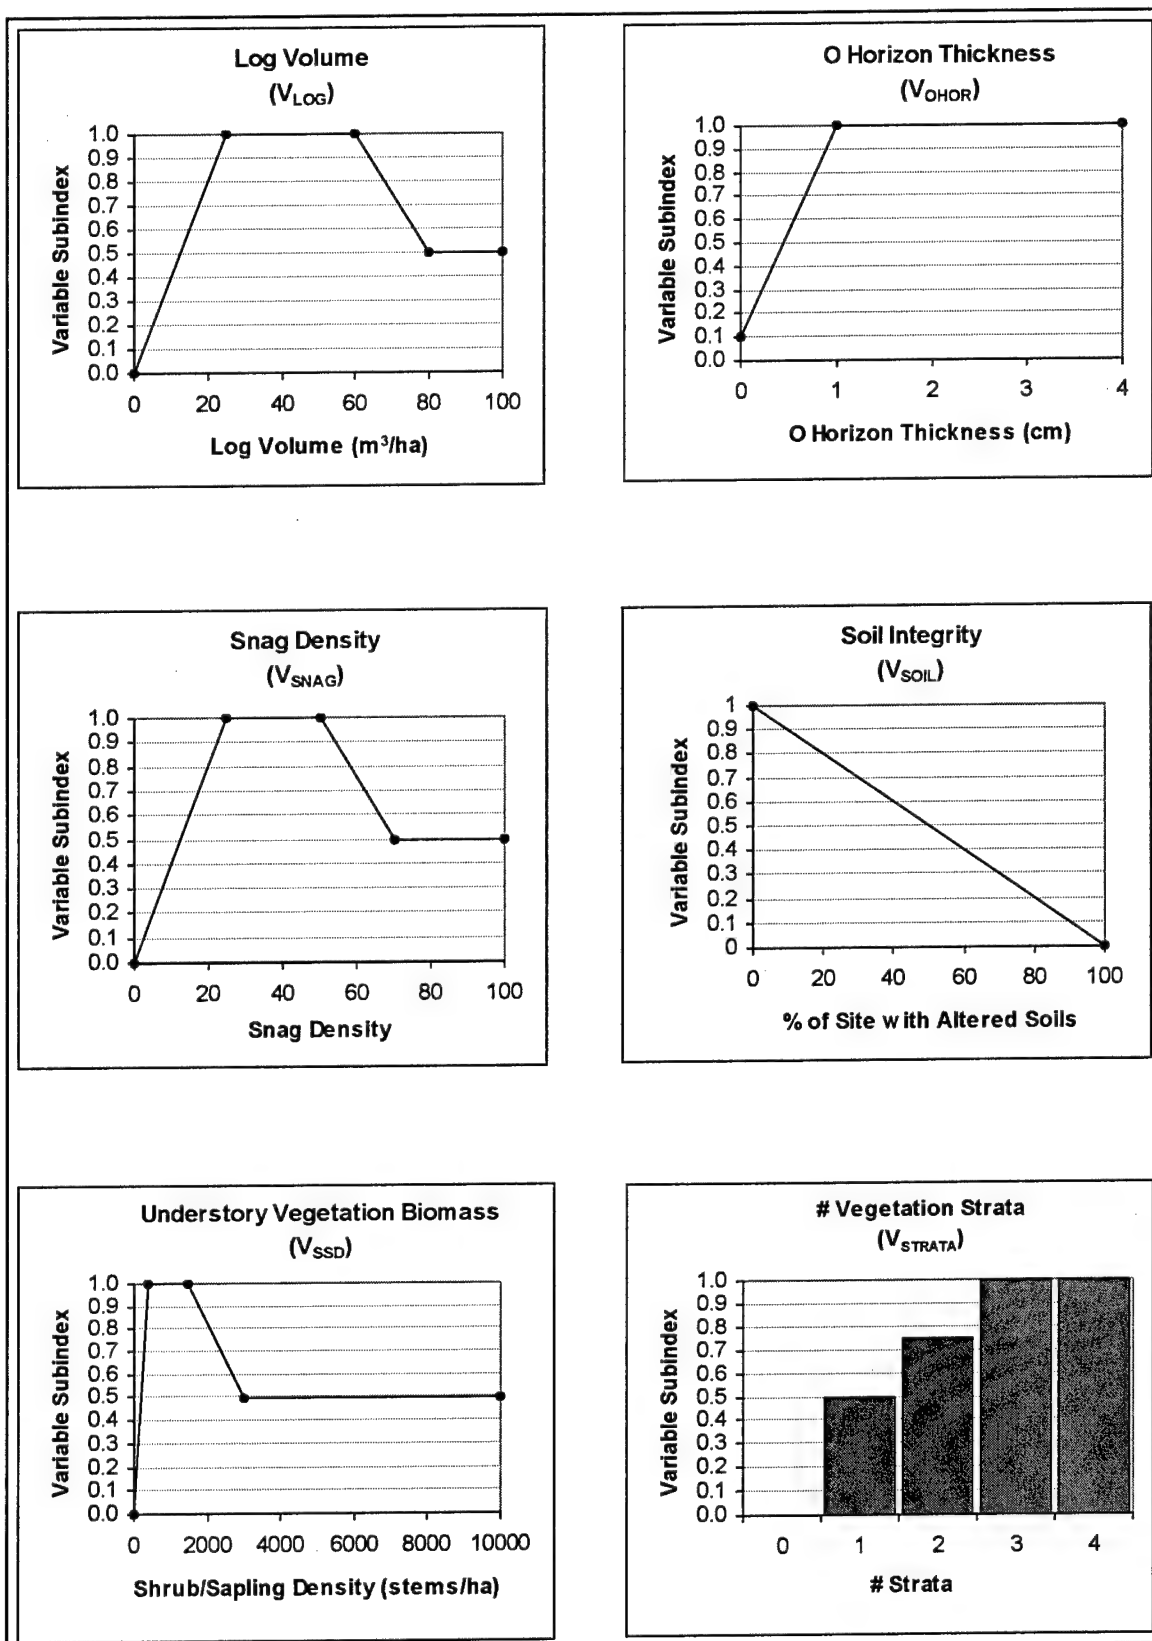 Log Volume
(V_LOG)
1.0
0.9
0.8
0.7
0.6
0.5
0.4
0.3
0.2
0.1
0.0
Variable Subindex
0 20 40 60 80 100
Log Volume (m³/ha)
O Horizon Thickness
(V_OHOR)
1.0
0.9
0.8
0.7
0.6
0.5
0.4
0.3
0.2
0.1
0.0
Variable Subindex
0 1 2 3 4
O Horizon Thickness (cm)
Snag Density
(V_SNAG)
1.0
0.9
0.8
0.7
0.6
0.5
0.4
0.3
0.2
0.1
0.0
Variable Subindex
0 20 40 60 80 100
Snag Density
Soil Integrity
(V_SOIL)
1
0.9
0.8
0.7
0.6
0.5
0.4
0.3
0.2
0.1
0
Variable Subindex
0 20 40 60 80 100
% of Site with Altered Soils
Understory Vegetation Biomass
(V_SSD)
1.0
0.9
0.8
0.7
0.6
0.5
0.4
0.3
0.2
0.1
0.0
Variable Subindex
0 2000 4000 6000 8000 10000
Shrub/Sapling Density (stems/ha)
# Vegetation Strata
(V_STRATA)
1.0
0.9
0.8
0.7
0.6
0.5
0.4
0.3
0.2
0.1
0.0
Variable Subindex
0 1 2 3 4
# Strata